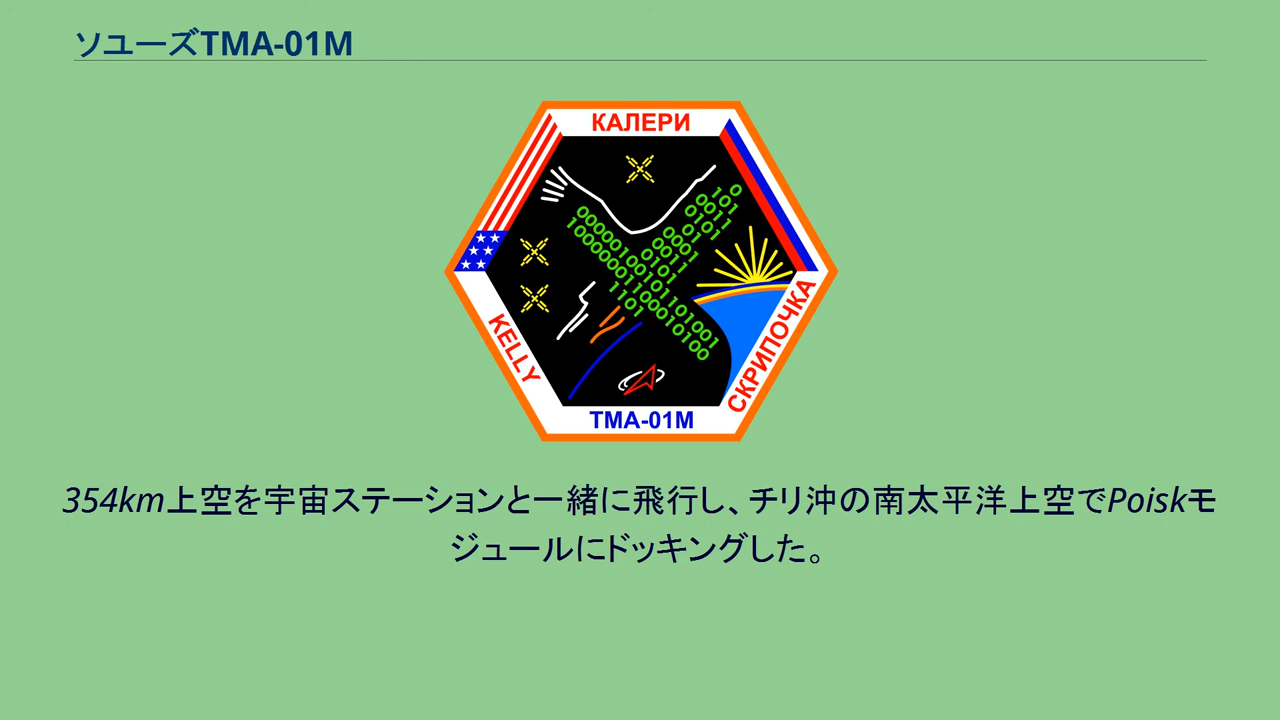 ソユーズTMA-01M
КАЛЕРИ
KELLY
СКРИПОЧКА
ТМА-01М
354km上空を宇宙ステーションと一緒に飛行し、チリ沖の南太平洋上空でPoiskモ
ジュールにドッキングした。